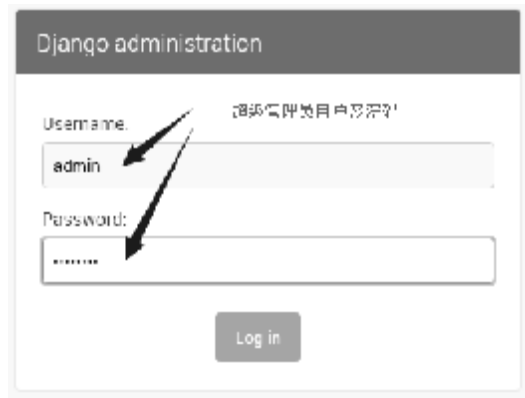 Django administration
Username:
admin
Password:
Log in